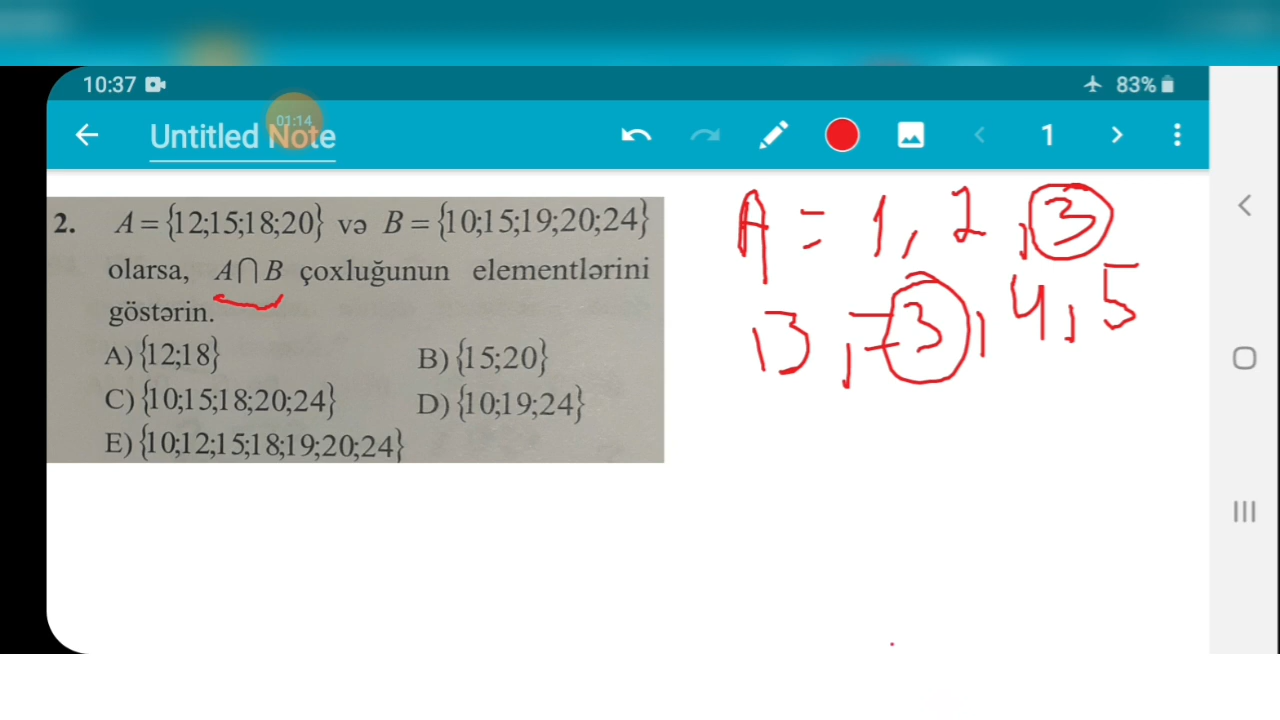 10:37 83%
Untitled Note 01:14 1
2. A = {12;15;18;20} və B = {10;15;19;20;24}
olarsa, A⋂B çoxluğunun elementlərini
göstərin.
A) {12;18} B) {15;20}
C) {10;15;18;20;24} D) {10;19;24}
E) {10;12;15;18;19;20;24}
A = 1, 2, 3
B = 3, 4, 5